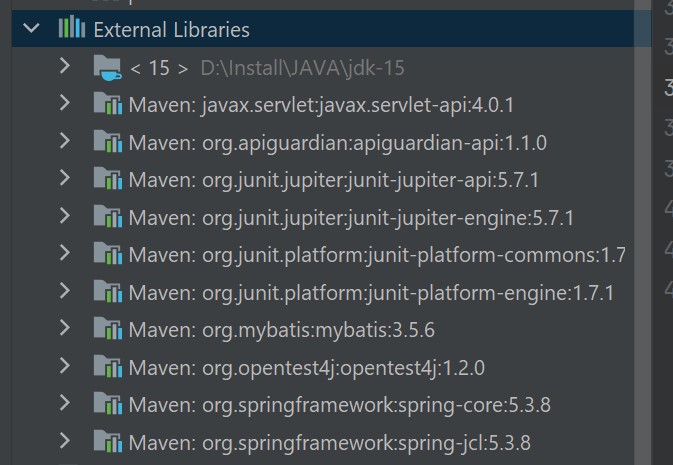 External Libraries
< 15 > D:\Install\JAVA\jdk-15
Maven: javax.servlet:javax.servlet-api:4.0.1
Maven: org.apiguardian:apiguardian-api:1.1.0
Maven: org.junit.jupiter:junit-jupiter-api:5.7.1
Maven: org.junit.jupiter:junit-jupiter-engine:5.7.1
Maven: org.junit.platform:junit-platform-commons:1.7
Maven: org.junit.platform:junit-platform-engine:1.7.1
Maven: org.mybatis:mybatis:3.5.6
Maven: org.opentest4j:opentest4j:1.2.0
Maven: org.springframework:spring-core:5.3.8
Maven: org.springframework:spring-jcl:5.3.8